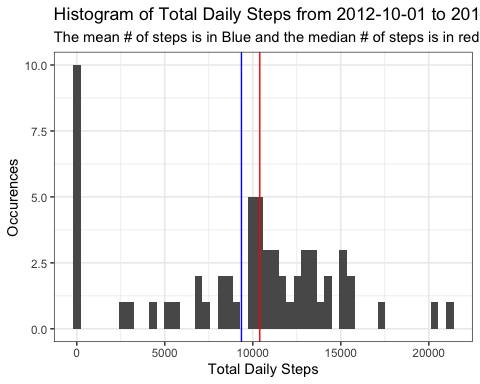 Histogram of Total Daily Steps from 2012-10-01 to 201
The mean # of steps is in Blue and the median # of steps is in red
10.0
7.5
5.0
2.5
0.0
Occurences
0
5000
10000
15000
20000
Total Daily Steps